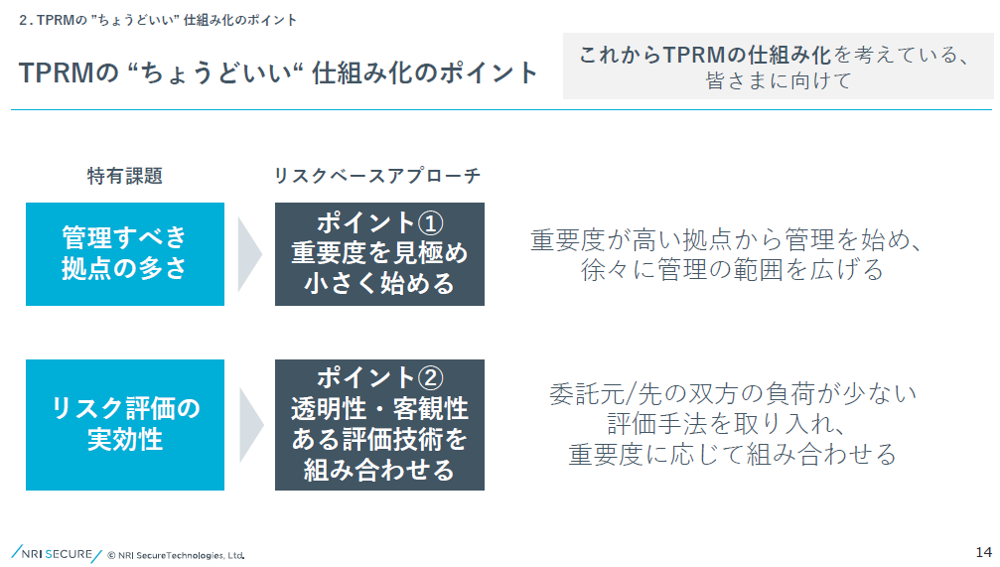 2．TPRMの ”ちょうどいい” 仕組み化のポイント
TPRMの “ちょうどいい“ 仕組み化のポイント
これからTPRMの仕組み化を考えている、
皆さまに向けて
特有課題
リスクベースアプローチ
管理すべき
拠点の多さ
ポイント①
重要度を見極め
小さく始める
重要度が高い拠点から管理を始め、
徐々に管理の範囲を広げる
リスク評価の
実効性
ポイント②
透明性・客観性
ある評価技術を
組み合わせる
委託元/先の双方の負荷が少ない
評価手法を取り入れ、
重要度に応じて組み合わせる
NRI SECURE
© NRI SecureTechnologies, Ltd.
14